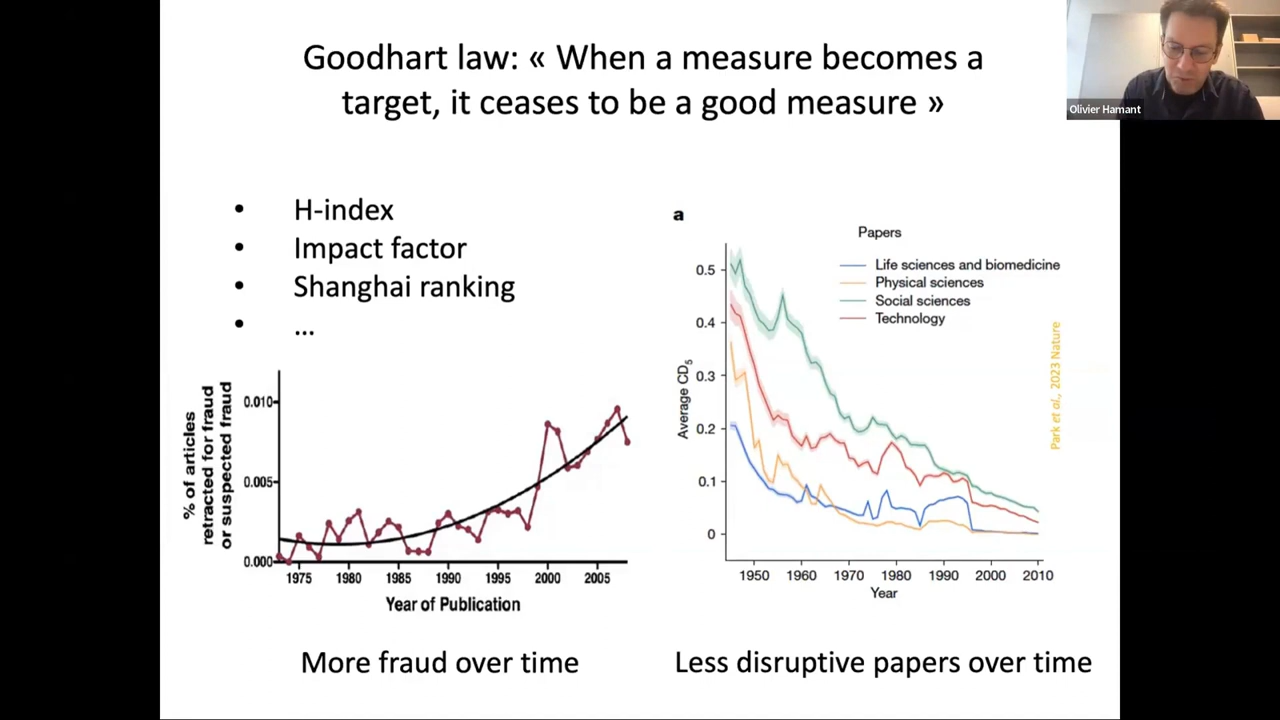 Goodhart law: « When a measure becomes a
target, it ceases to be a good measure »
Olivier Hamant
• H-index
• Impact factor
• Shanghai ranking
• ...
% of articles
retracted for fraud
or suspected fraud
0.010
0.005
0.000
1975 1980 1985 1990 1995 2000 2005
Year of Publication
More fraud over time
a
Papers
Life sciences and biomedicine
Physical sciences
Social sciences
Technology
Average CD5
0.5
0.4
0.3
0.2
0.1
0
1950 1960 1970 1980 1990 2000 2010
Year
Park et al., 2023 Nature
Less disruptive papers over time